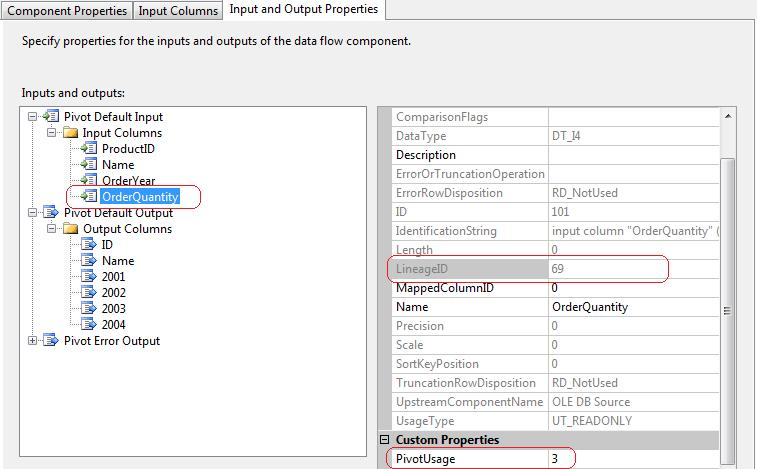 Component Properties Input Columns Input and Output Properties
Specify properties for the inputs and outputs of the data flow component.
Inputs and outputs:
Pivot Default Input
Input Columns
ProductID
Name
OrderYear
OrderQuantity
Pivot Default Output
Output Columns
ID
Name
2001
2002
2003
2004
Pivot Error Output
ComparisonFlags
DataType DT_I4
Description
ErrorOrTruncationOperation
ErrorRowDisposition RD_NotUsed
ID 101
IdentificationString input column "OrderQuantity" (
Length 0
LineageID 69
MappedColumnID 0
Name OrderQuantity
Precision 0
Scale 0
SortKeyPosition 0
TruncationRowDisposition RD_NotUsed
UpstreamComponentName OLE DB Source
UsageType UT_READONLY
Custom Properties
PivotUsage 3